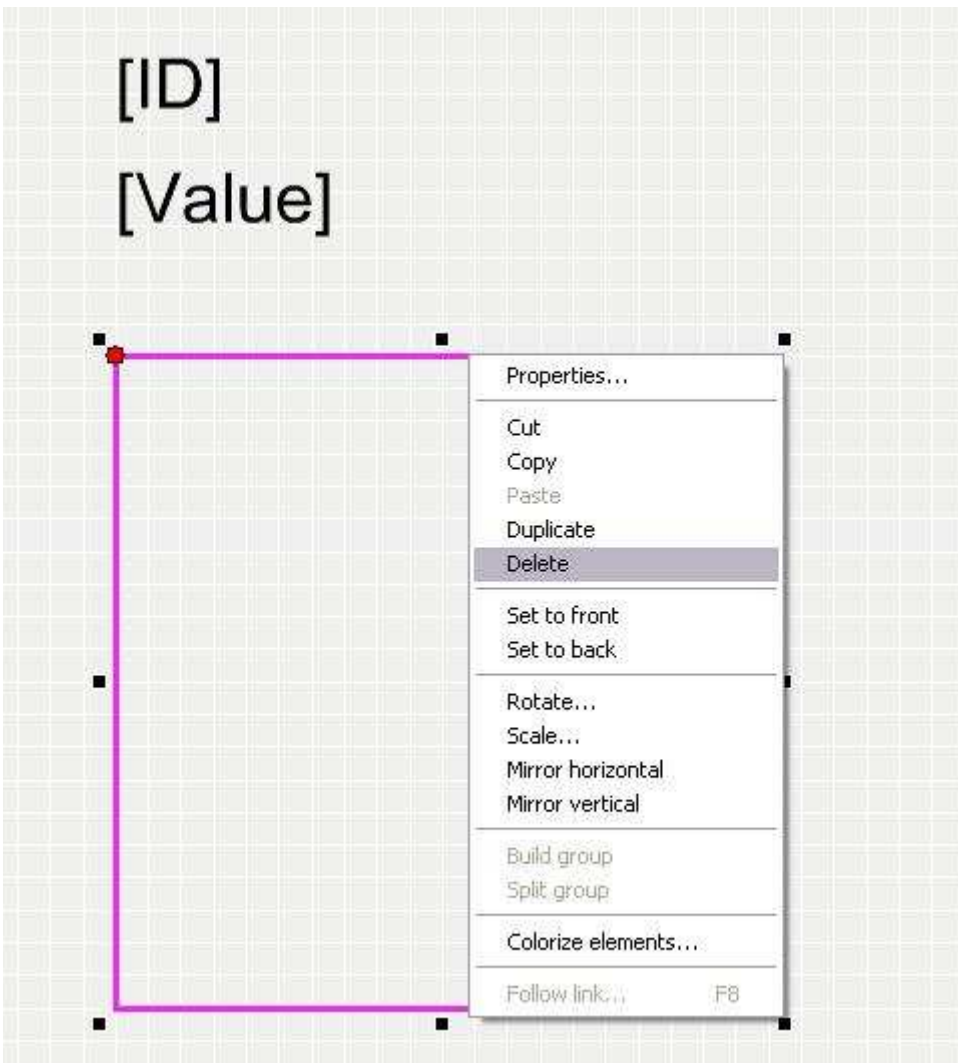 [ID]
[Value]
Properties...
Cut
Copy
Paste
Duplicate
Delete
Set to front
Set to back
Rotate...
Scale...
Mirror horizontal
Mirror vertical
Build group
Split group
Colorize elements...
Follow link... F8